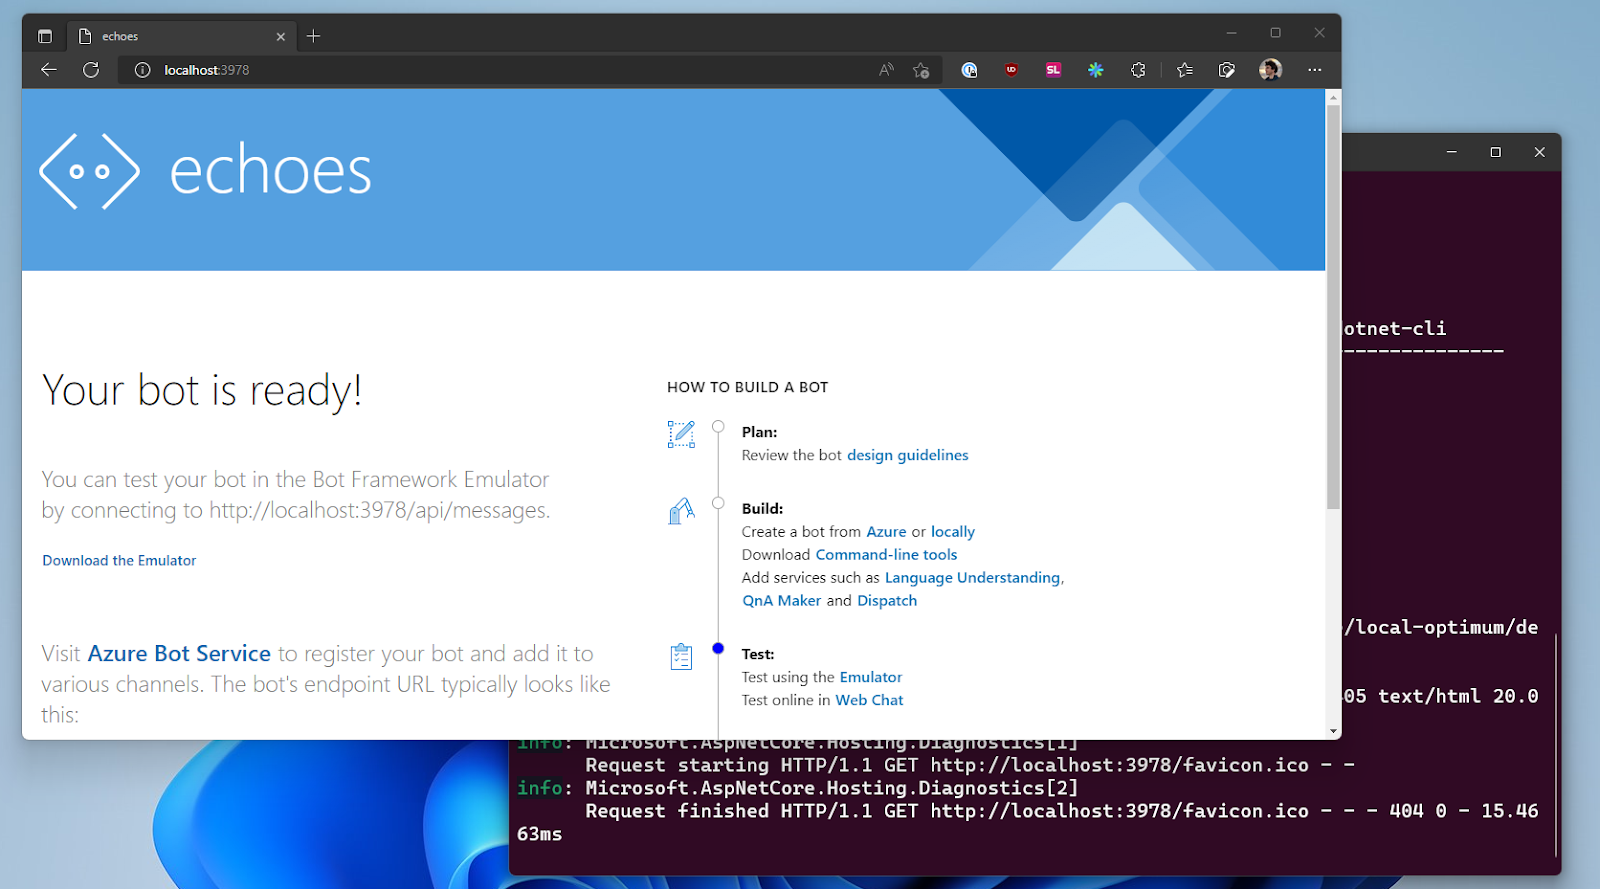 echoes
localhost:3978
UD
SL
echoes
Your bot is ready!
You can test your bot in the Bot Framework Emulator
by connecting to http://localhost:3978/api/messages.
Download the Emulator
Visit Azure Bot Service to register your bot and add it to
various channels. The bot's endpoint URL typically looks like
this:
HOW TO BUILD A BOT
Plan:
Review the bot design guidelines
Build:
Create a bot from Azure or locally
Download Command-line tools
Add services such as Language Understanding,
QnA Maker and Dispatch
Test:
Test using the Emulator
Test online in Web Chat
otnet-cli
---------------
/local-optimum/de
05 text/html 20.0
info: Microsoft.AspNetCore.Hosting.Diagnostics[1]
Request starting HTTP/1.1 GET http://localhost:3978/favicon.ico - -
info: Microsoft.AspNetCore.Hosting.Diagnostics[2]
Request finished HTTP/1.1 GET http://localhost:3978/favicon.ico - - - 404 0 - 15.46
63ms